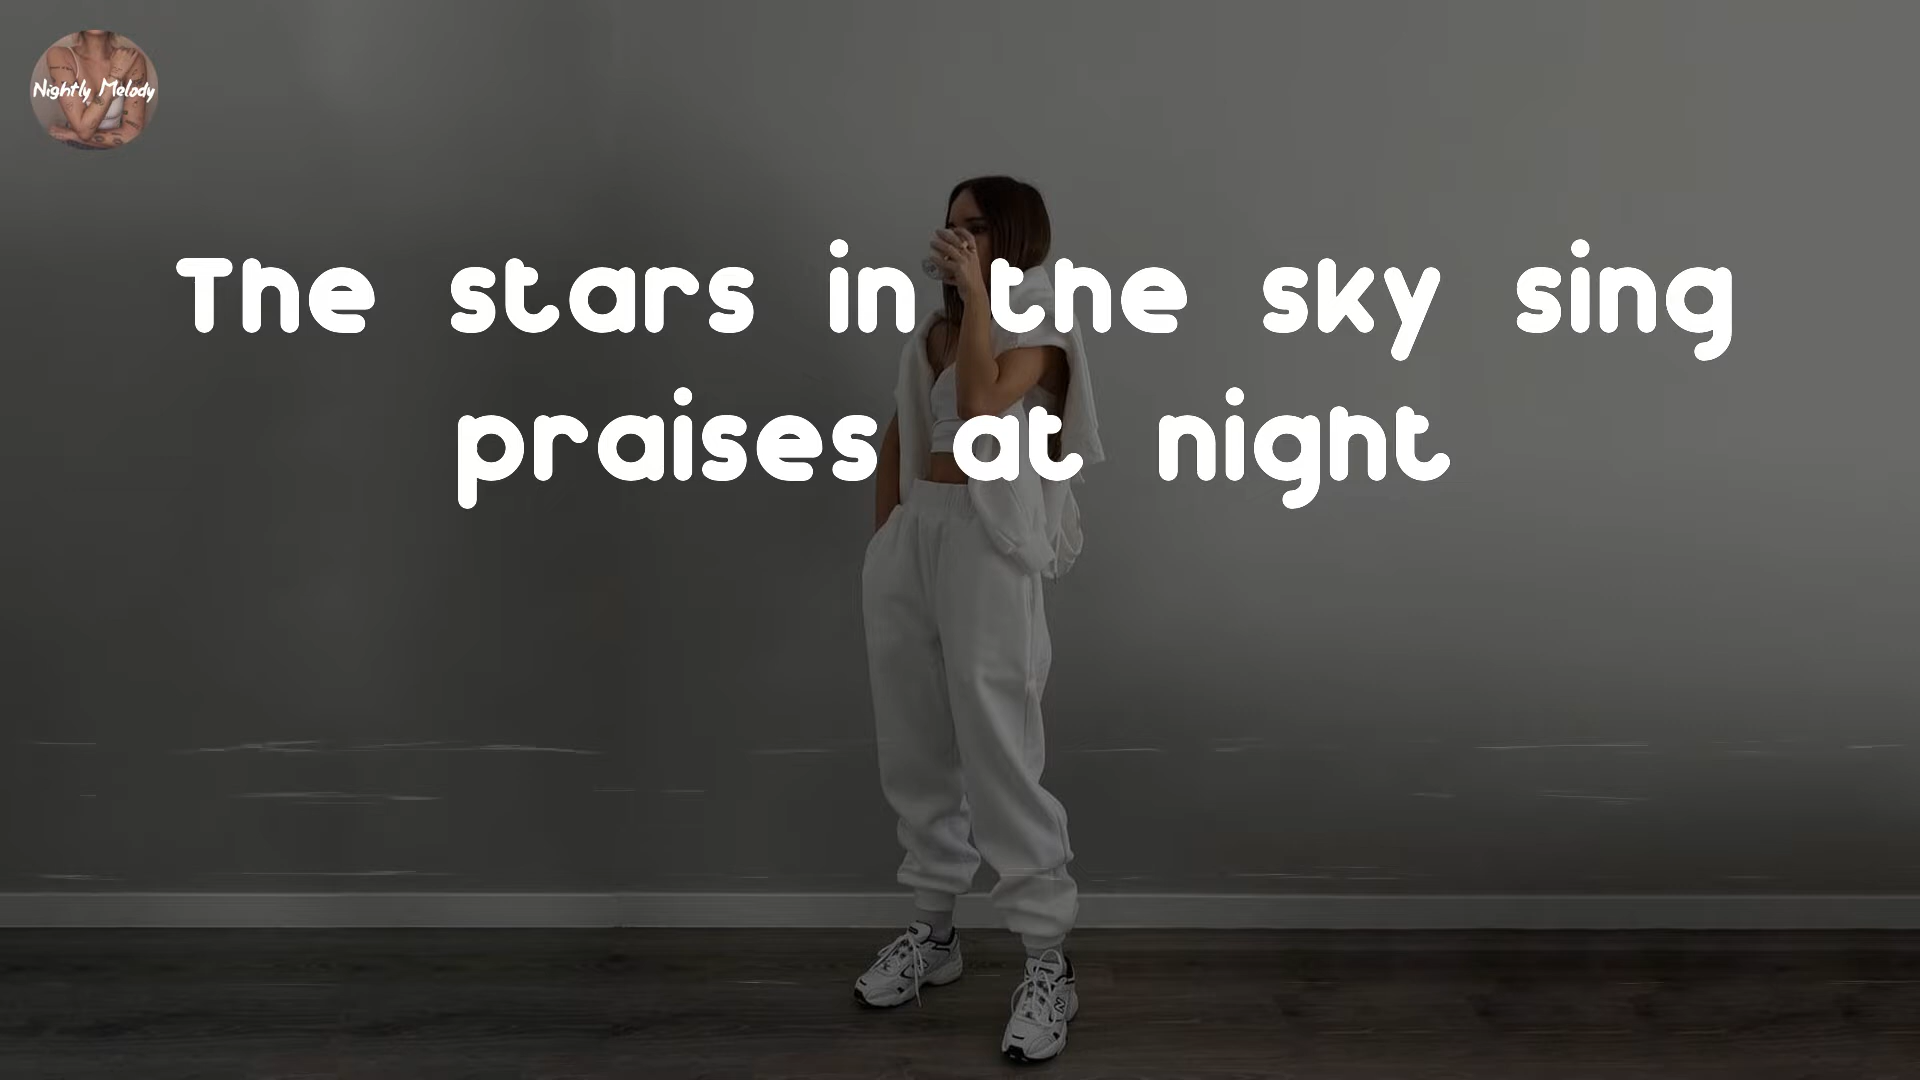 Nightly Melody
The stars in the sky sing
praises at night